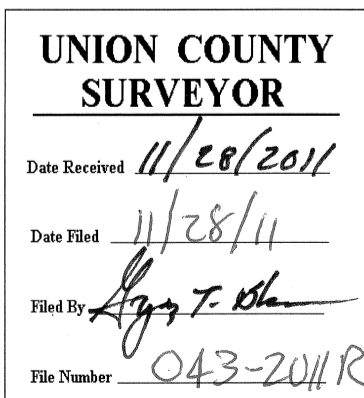 UNION COUNTY
SURVEYOR
Date Received 11/28/2011
Date Filed 11/28/11
Filed By T.
File Number 043-2011R